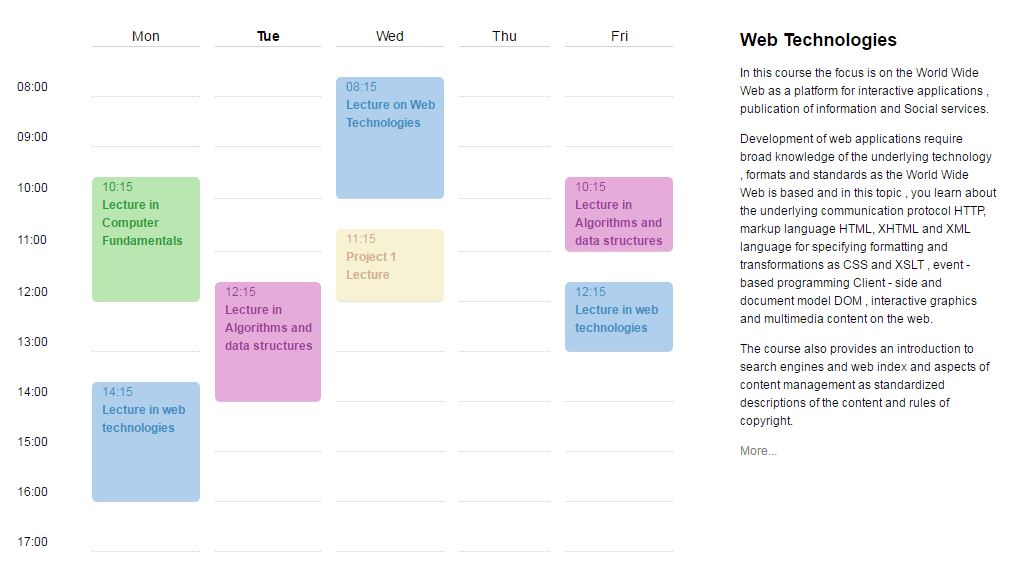 Mon Tue Wed Thu Fri
08:00
09:00
10:00
11:00
12:00
13:00
14:00
15:00
16:00
17:00
10:15
Lecture in
Computer
Fundamentals
14:15
Lecture in web
technologies
12:15
Lecture in
Algorithms and
data structures
08:15
Lecture on Web
Technologies
11:15
Project 1
Lecture
10:15
Lecture in
Algorithms and
data structures
12:15
Lecture in web
technologies
Web Technologies
In this course the focus is on the World Wide
Web as a platform for interactive applications ,
publication of information and Social services.
Development of web applications require
broad knowledge of the underlying technology
, formats and standards as the World Wide
Web is based and in this topic , you learn about
the underlying communication protocol HTTP,
markup language HTML, XHTML and XML
language for specifying formatting and
transformations as CSS and XSLT , event -
based programming Client - side and
document model DOM , interactive graphics
and multimedia content on the web.
The course also provides an introduction to
search engines and web index and aspects of
content management as standardized
descriptions of the content and rules of
copyright.
More...